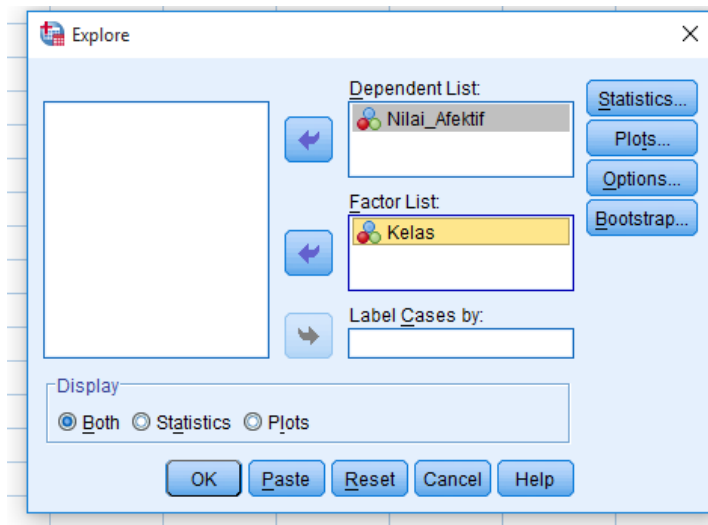 Explore
Dependent List:
Nilai_Afektif
Statistics...
Plots...
Options...
Bootstrap...
Factor List:
Kelas
Label Cases by:
Display
Both Statistics Plots
OK Paste Reset Cancel Help